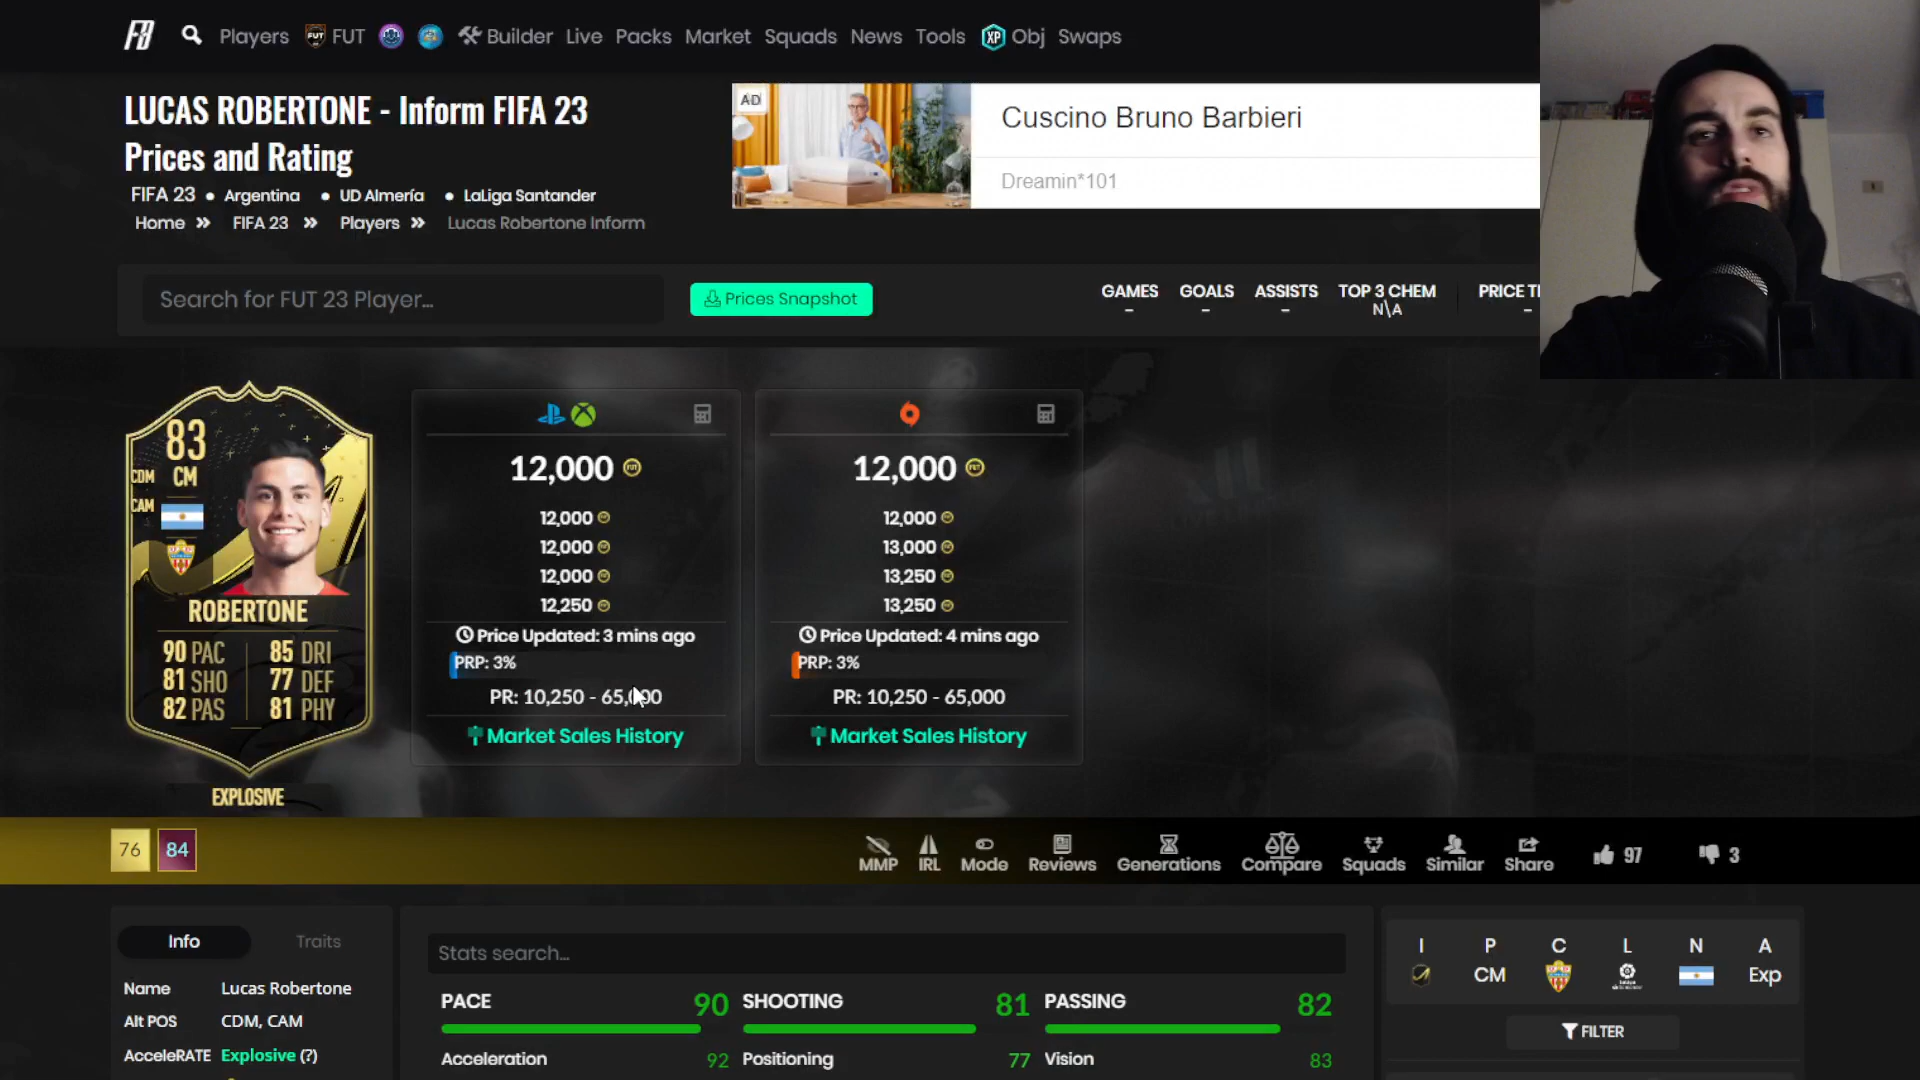 FB Players FUT FUT Builder Live Packs Market Squads News Tools XP Obj Swaps
LUCAS ROBERTONE - Inform FIFA 23
Prices and Rating
FIFA 23 • Argentina • UD Almería • LaLiga Santander
Home » FIFA 23 » Players » Lucas Robertone Inform
AD
Cuscino Bruno Barbieri
Dreamin*101
Search for FUT 23 Player...
Prices Snapshot
GAMES GOALS ASSISTS TOP 3 CHEM
- - - N\A -
83
CM
CDM
CAM
ROBERTONE
90 PAC 85 DRI
81 SHO 77 DEF
82 PAS 81 PHY
EXPLOSIVE
12,000
12,000
12,000
12,000
12,250
Price Updated: 3 mins ago
PRP: 3%
PR: 10,250 -
Market Sales History
12,000
12,000
13,000
13,250
13,250
Price Updated: 4 mins ago
PRP: 3%
PR: 10,250 - 65,000
Market Sales History
76 84
MMP IRL Mode Reviews Generations Compare Squads Similar Share 97 3
Info Traits
Name Lucas Robertone
Alt POS CDM, CAM
AcceleRATE Explosive (?)
Stats search...
PACE 90 SHOOTING 81 PASSING 82
Acceleration 92 Positioning 77 Vision 83
I P C L N A
CM Exp
FILTER